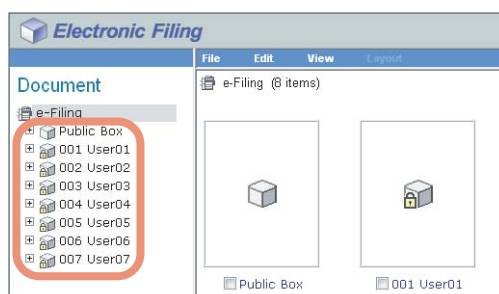 Electronic Filing
File Edit View Layout
Document
e-Filing
Public Box
001 User01
002 User02
003 User03
004 User04
005 User05
006 User06
007 User07
e-Filing (8 items)
Public Box
001 User01